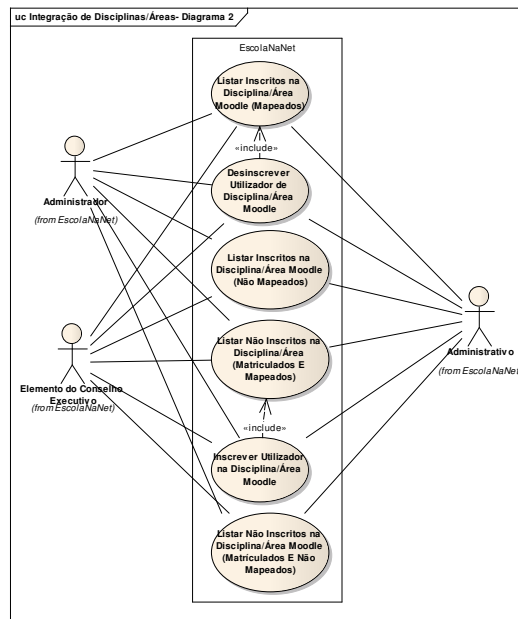 uc Integração de Disciplinas/Áreas- Diagrama 2
EscolaNaNet
Listar Inscritos na
Disciplina/Área
Moodle (Mapeados)
«include»
Desinscrever
Utilizador de
Disciplina/Área
Moodle
Administrador
(from EscolaNaNet)
Listar Inscritos na
Disciplina/Área Moodle
(Não Mapeados)
Listar Não Inscritos na
Disciplina/Área
(Matriculados E
Mapeados)
Administrativo
(from EscolaNaNet)
Elemento do Conselho
Executivo
(from EscolaNaNet)
«include»
Inscrever Utilizador
na Disciplina/Área
Moodle
Listar Não Inscritos na
Disciplina/Área Moodle
(Matriculados E Não
Mapeados)